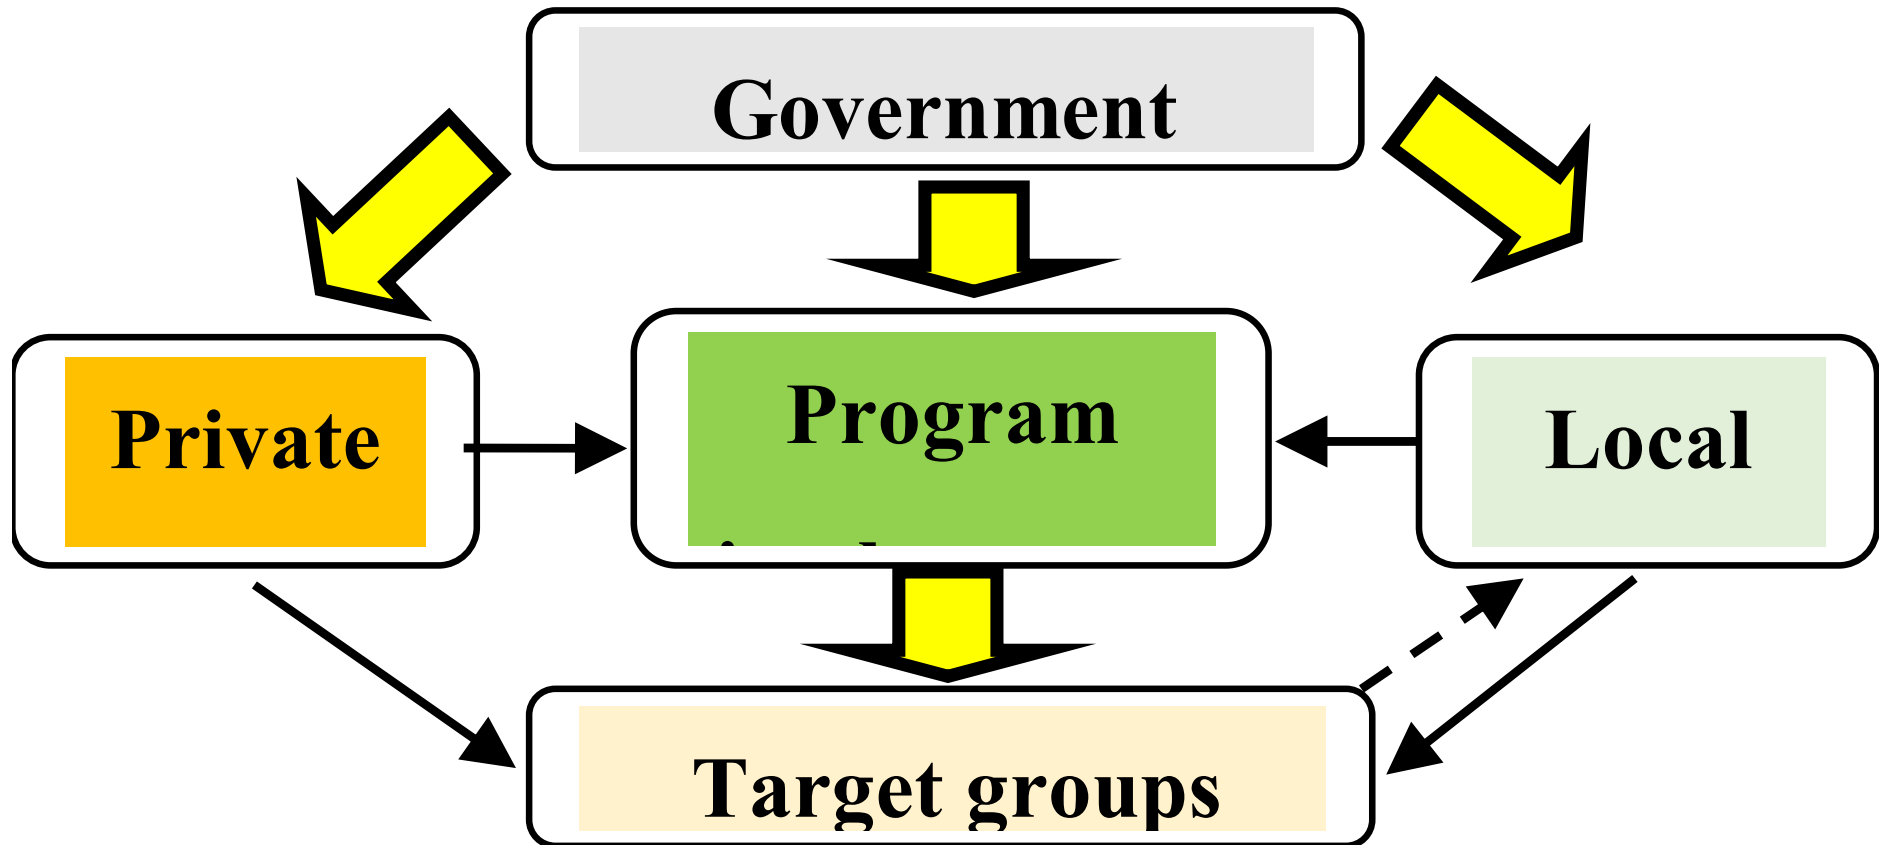 Government
Private
Program
Local
Target groups